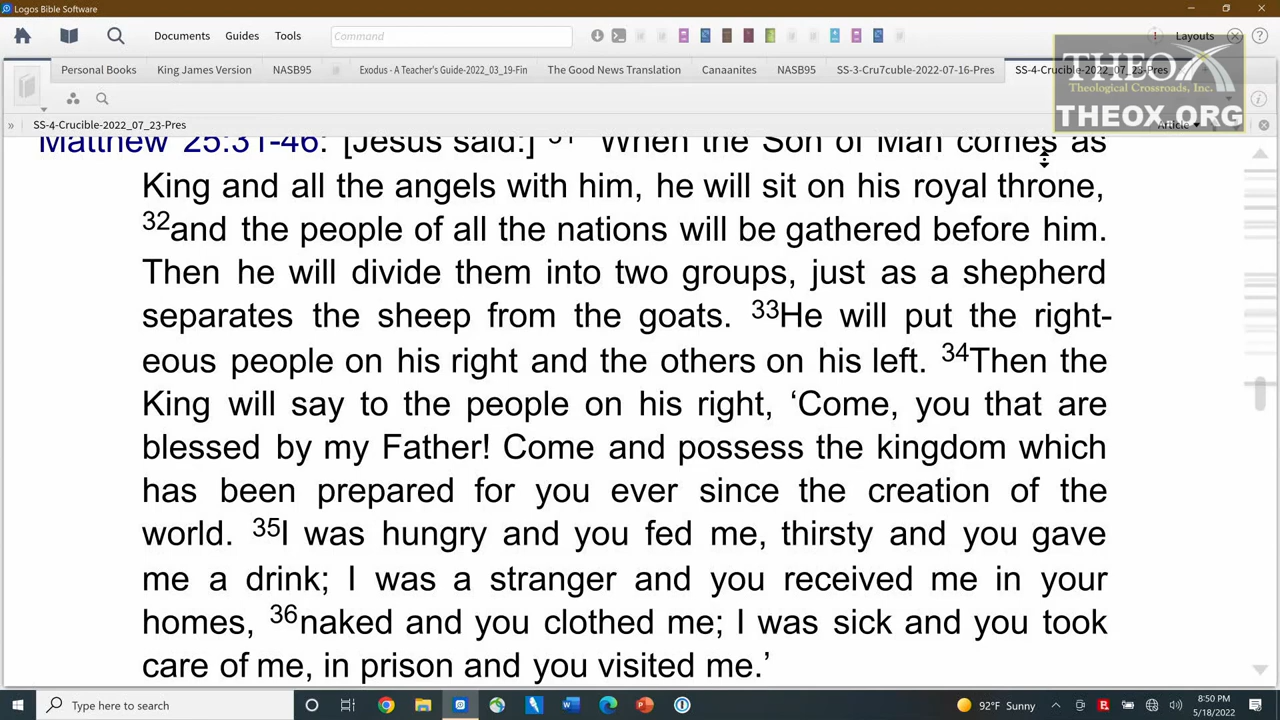 Logos Bible Software
Documents Guides Tools Command Layouts
Personal Books King James Version NASB95 2022_03_19-Fin The Good News Translation Canaanites NASB95 SS-3-Cru7cuble-2022-07-16-Pres SS-4-Crucible-2022_07_23-Pres
THEOX
Theological Crossroads, Inc.
THEOX.ORG
SS-4-Crucible-2022_07_23-Pres Article
Matthew 25:31-46: [Jesus said:] 31 “When the Son of Man comes as
King and all the angels with him, he will sit on his royal throne,
32and the people of all the nations will be gathered before him.
Then he will divide them into two groups, just as a shepherd
separates the sheep from the goats. 33He will put the right-
eous people on his right and the others on his left. 34Then the
King will say to the people on his right, ‘Come, you that are
blessed by my Father! Come and possess the kingdom which
has been prepared for you ever since the creation of the
world. 35I was hungry and you fed me, thirsty and you gave
me a drink; I was a stranger and you received me in your
homes, 36naked and you clothed me; I was sick and you took
care of me, in prison and you visited me.’
Type here to search 92°F Sunny 8:50 PM
5/18/2022